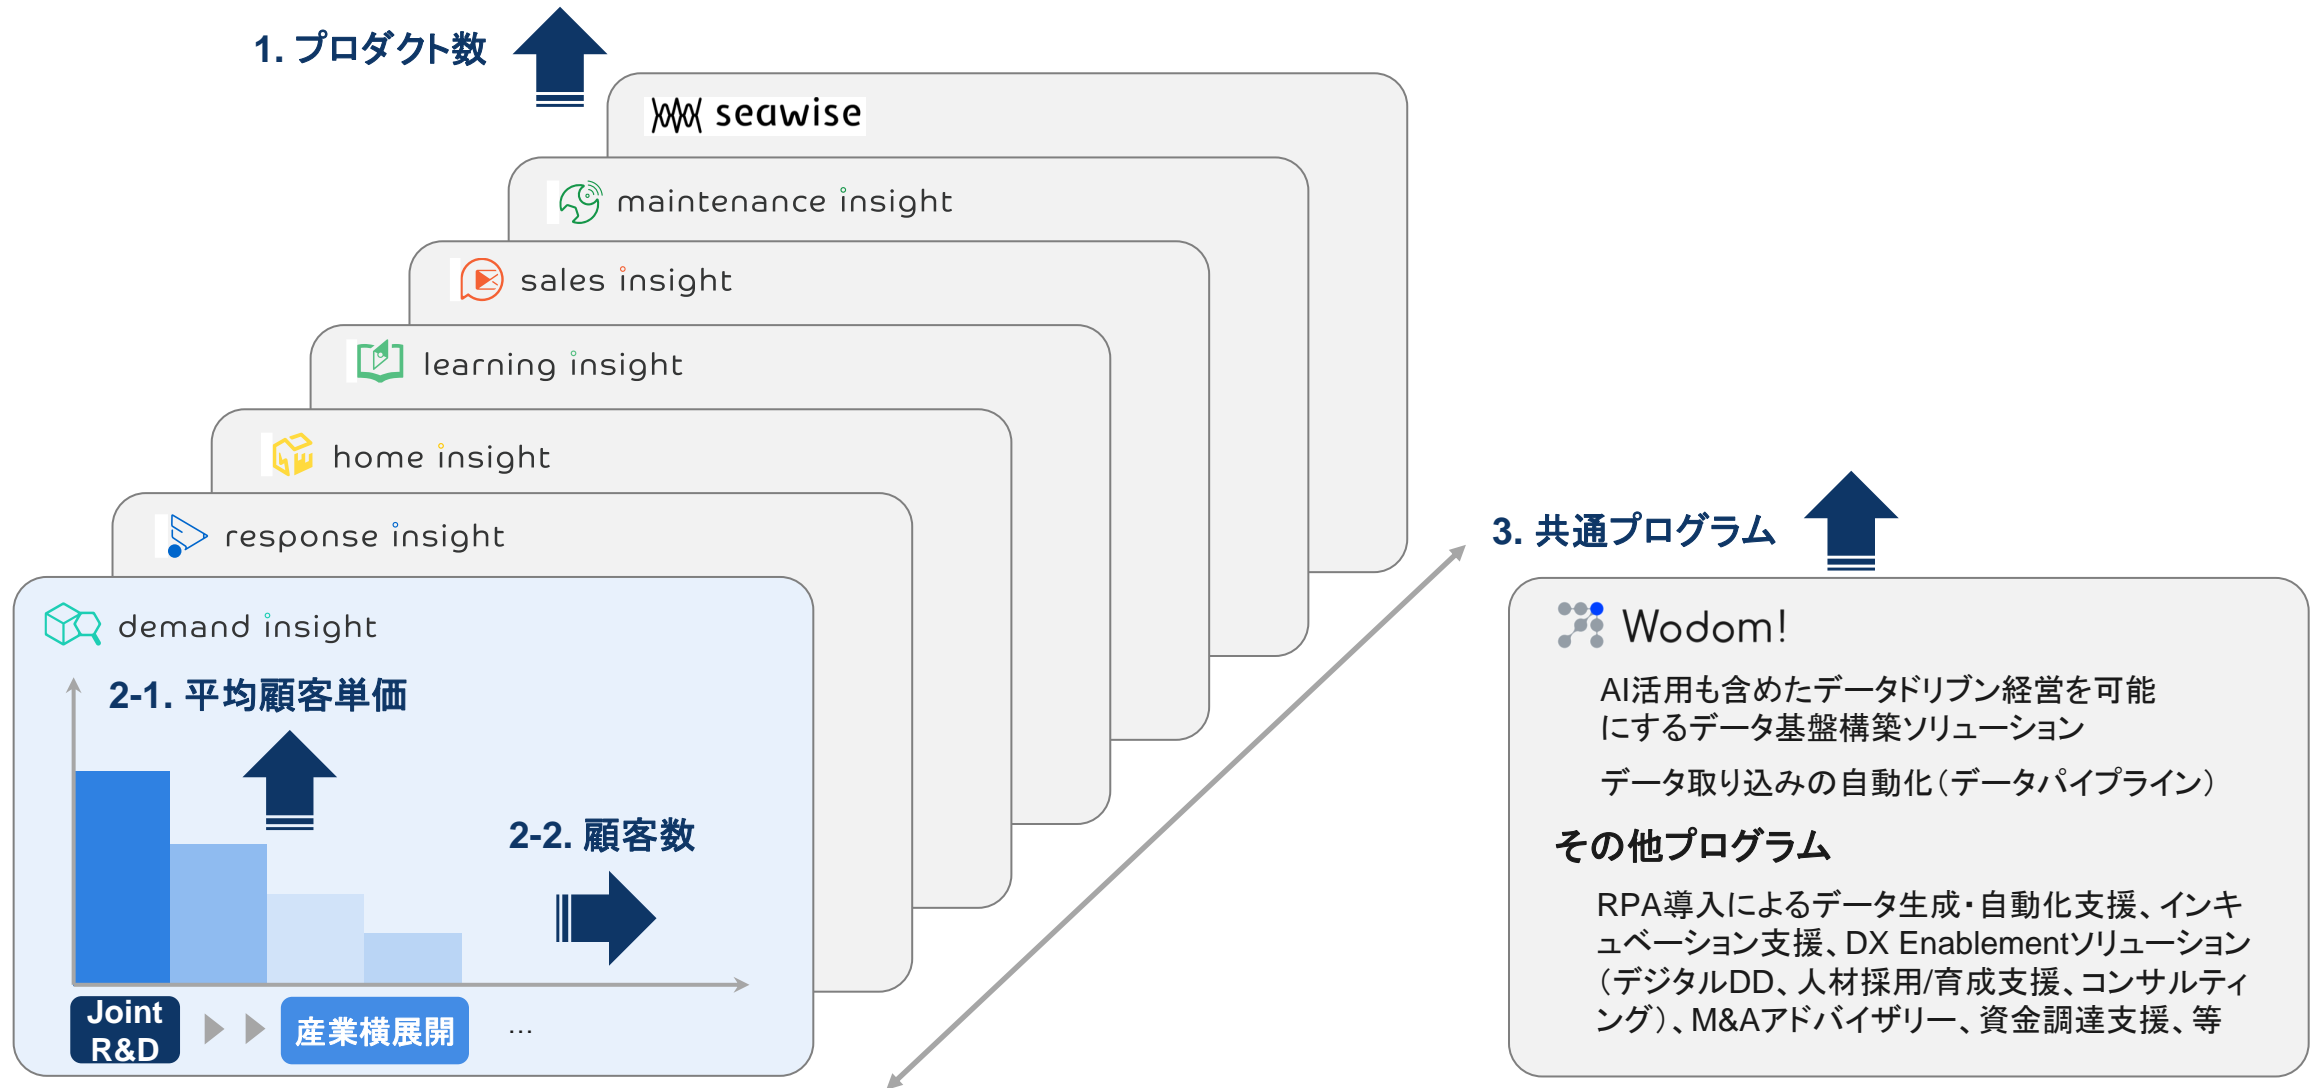 1. プロダクト数
seawise
maintenance insight
sales insight
learning insight
home insight
response insight
demand insight
2-1. 平均顧客単価
2-2. 顧客数
Joint
R&D
産業横展開
…
3. 共通プログラム
Wodom!
AI活用も含めたデータドリブン経営を可能
にするデータ基盤構築ソリューション
データ取り込みの自動化（データパイプライン）
その他プログラム
RPA導入によるデータ生成・自動化支援、インキ
ュベーション支援、DX Enablementソリューション
（デジタルDD、人材採用/育成支援、コンサルティ
ング）、M&Aアドバイザリー、資金調達支援、等